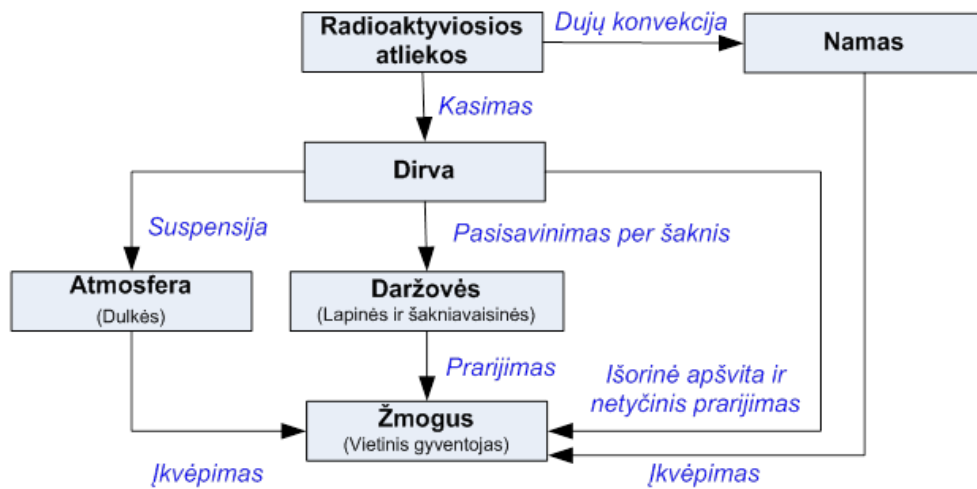 Radioaktyviosios
atliekos
Dujų konvekcija
Namas
Kasimas
Dirva
Suspensija
Pasisavinimas per šaknis
Atmosfera
(Dulkės)
Daržovės
(Lapinės ir šakniavaisinės)
Prarijimas
Išorinė apšvita ir
netyčinis prarijimas
Žmogus
(Vietinis gyventojas)
Įkvėpimas
Įkvėpimas